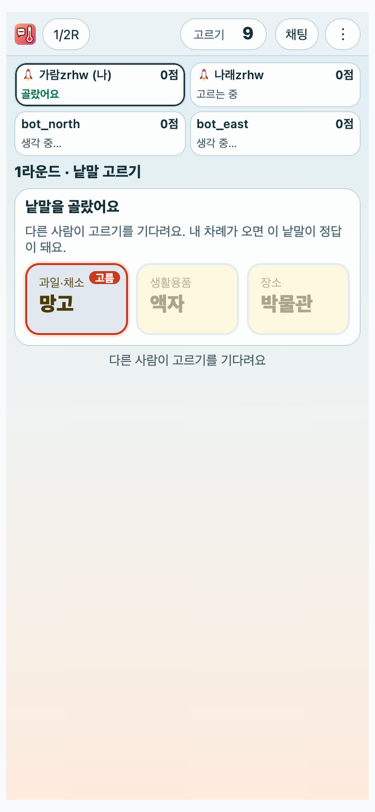 1/2R
고르기 9
채팅
가람zrhw (나) 0점
골랐어요
나래zrhw 0점
고르는 중
bot_north 0점
생각 중…
bot_east 0점
생각 중…
1라운드 · 낱말 고르기
낱말을 골랐어요
다른 사람이 고르기를 기다려요. 내 차례가 오면 이 낱말이 정답
이 돼요.
과일·채소 고름
망고
생활용품
액자
장소
박물관
다른 사람이 고르기를 기다려요